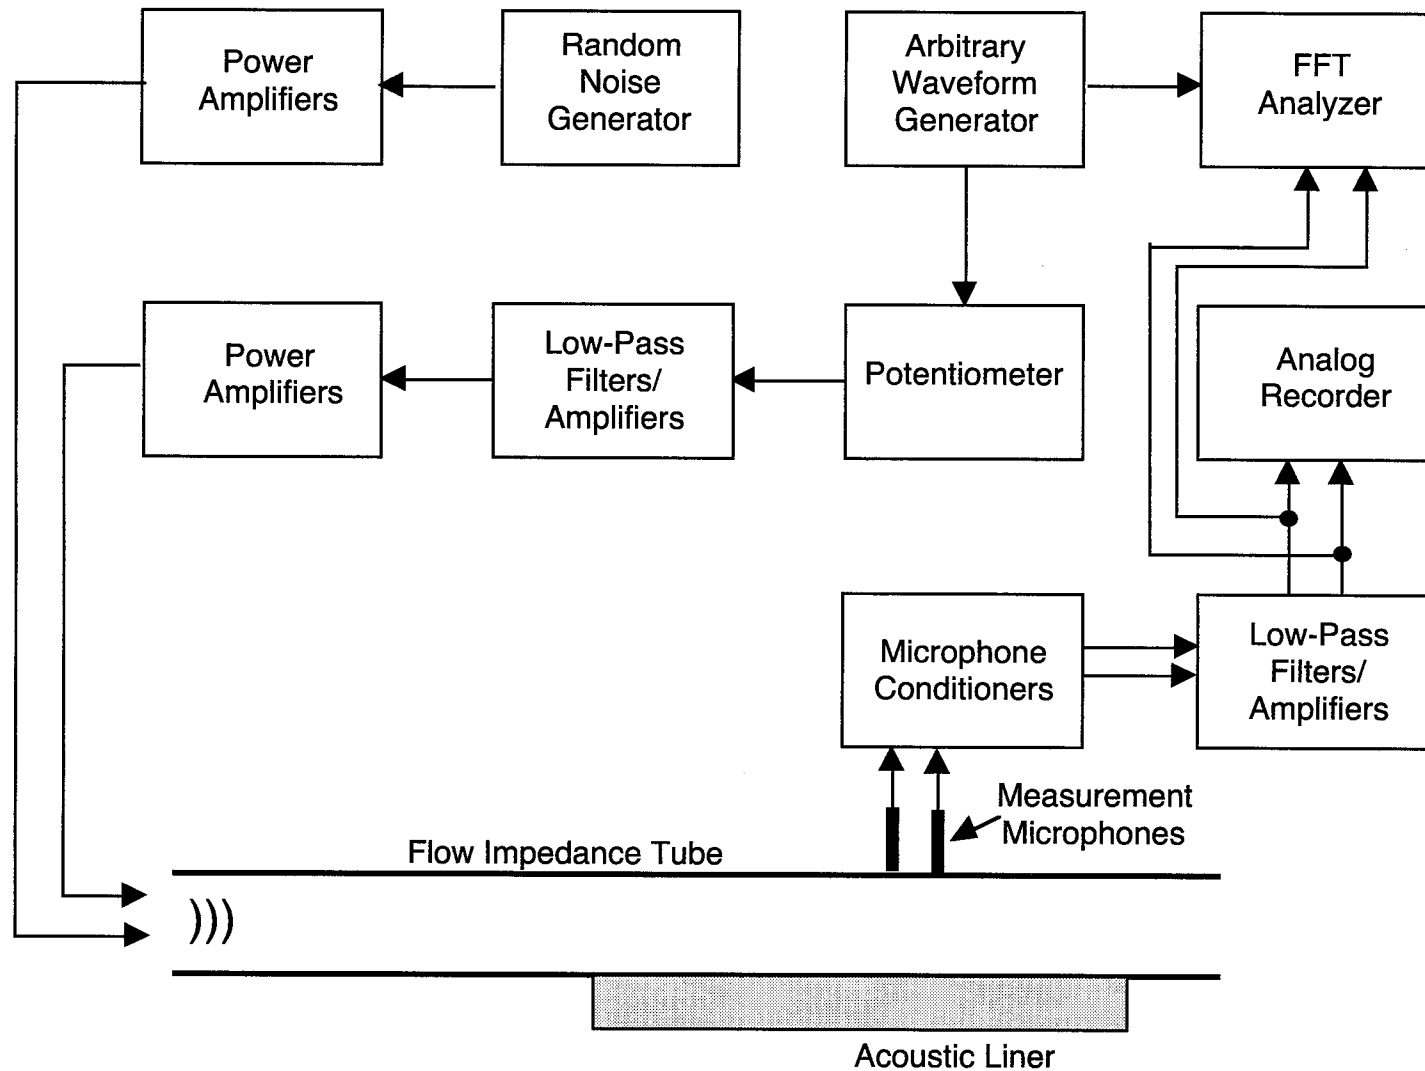 Power
Amplifiers
Random
Noise
Generator
Arbitrary
Waveform
Generator
FFT
Analyzer
Power
Amplifiers
Low-Pass
Filters/
Amplifiers
Potentiometer
Analog
Recorder
Microphone
Conditioners
Low-Pass
Filters/
Amplifiers
Measurement
Microphones
Flow Impedance Tube
)))
Acoustic Liner